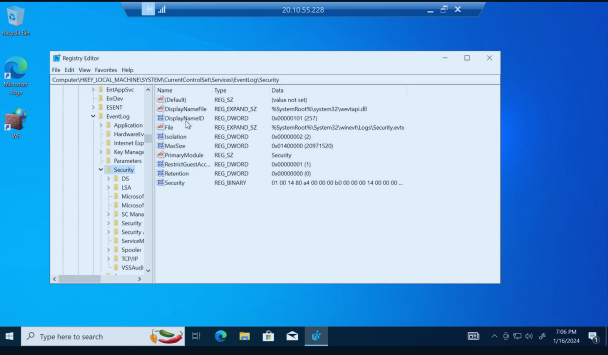 20.10.55.228
Recycle Bin
Microsoft Edge
Registry Editor
File Edit View Favorites Help
Computer\HKEY_LOCAL_MACHINE\SYSTEM\CurrentControlSet\Services\EventLog\Security
EntAppSvc
ErrDev
ESENT
EventLog
Application
HardwareEv
Internet Exp
Key Manage
Parameters
Security
DS
LSA
Microsof
Microsof
SC Mana
Security
Security
ServiceM
Spooler
TCP/IP
VSSAudi
Name Type Data
(Default) REG_SZ (value not set)
DisplayNameFile REG_EXPAND_SZ %SystemRoot%\system32\wevtapi.dll
DisplayNameID REG_DWORD 0x00000101 (257)
File REG_EXPAND_SZ %SystemRoot%\System32\winevt\Logs\Security.evtx
Isolation REG_DWORD 0x00000002 (2)
MaxSize REG_DWORD 0x01400000 (20971520)
PrimaryModule REG_SZ Security
RestrictGuestAcc... REG_DWORD 0x00000001 (1)
Retention REG_DWORD 0x00000000 (0)
Security REG_BINARY 01 00 14 80 a4 00 00 00 b0 00 00 00 14 00 00 00 ...
Type here to search
7:06 PM
1/16/2024